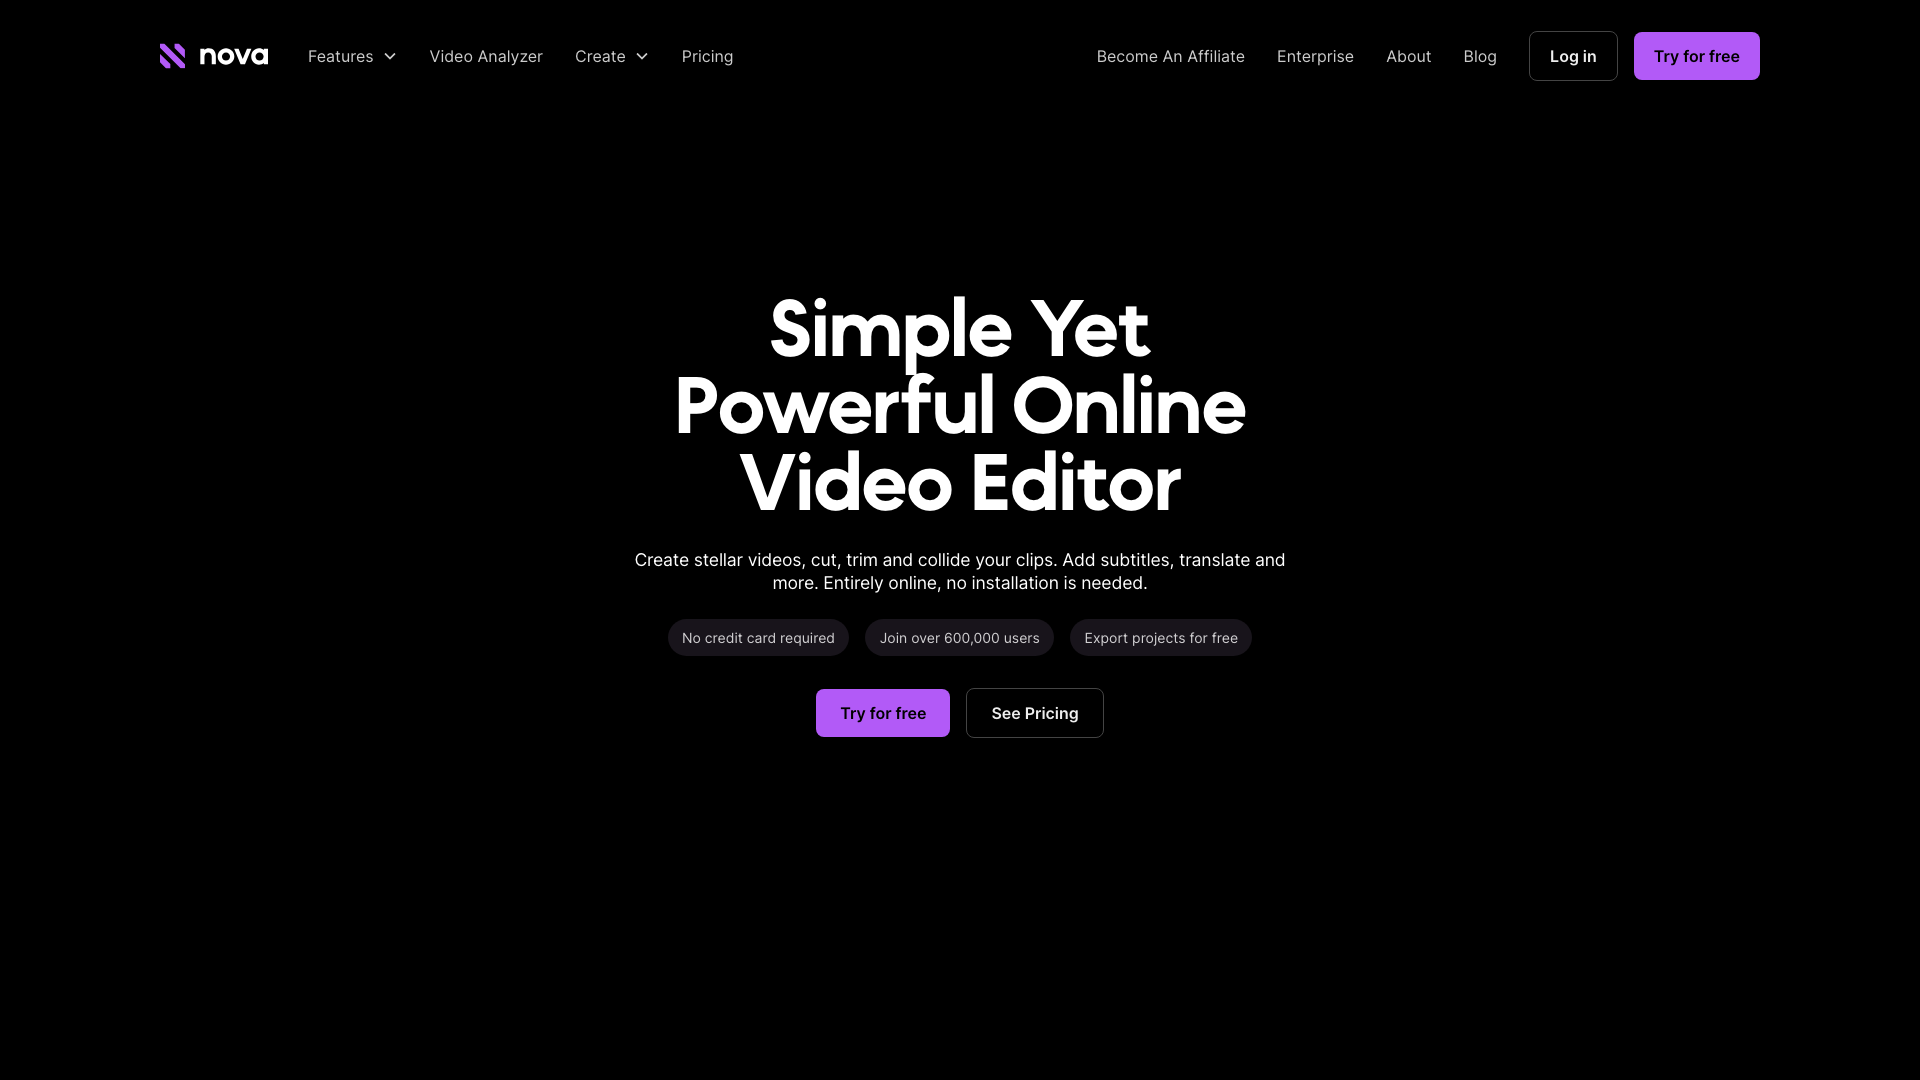 nova
Features
Video Analyzer
Create
Pricing
Become An Affiliate
Enterprise
About
Blog
Log in
Try for free
Simple Yet
Powerful Online
Video Editor
Create stellar videos, cut, trim and collide your clips. Add subtitles, translate and
more. Entirely online, no installation is needed.
No credit card required
Join over 600,000 users
Export projects for free
Try for free
See Pricing